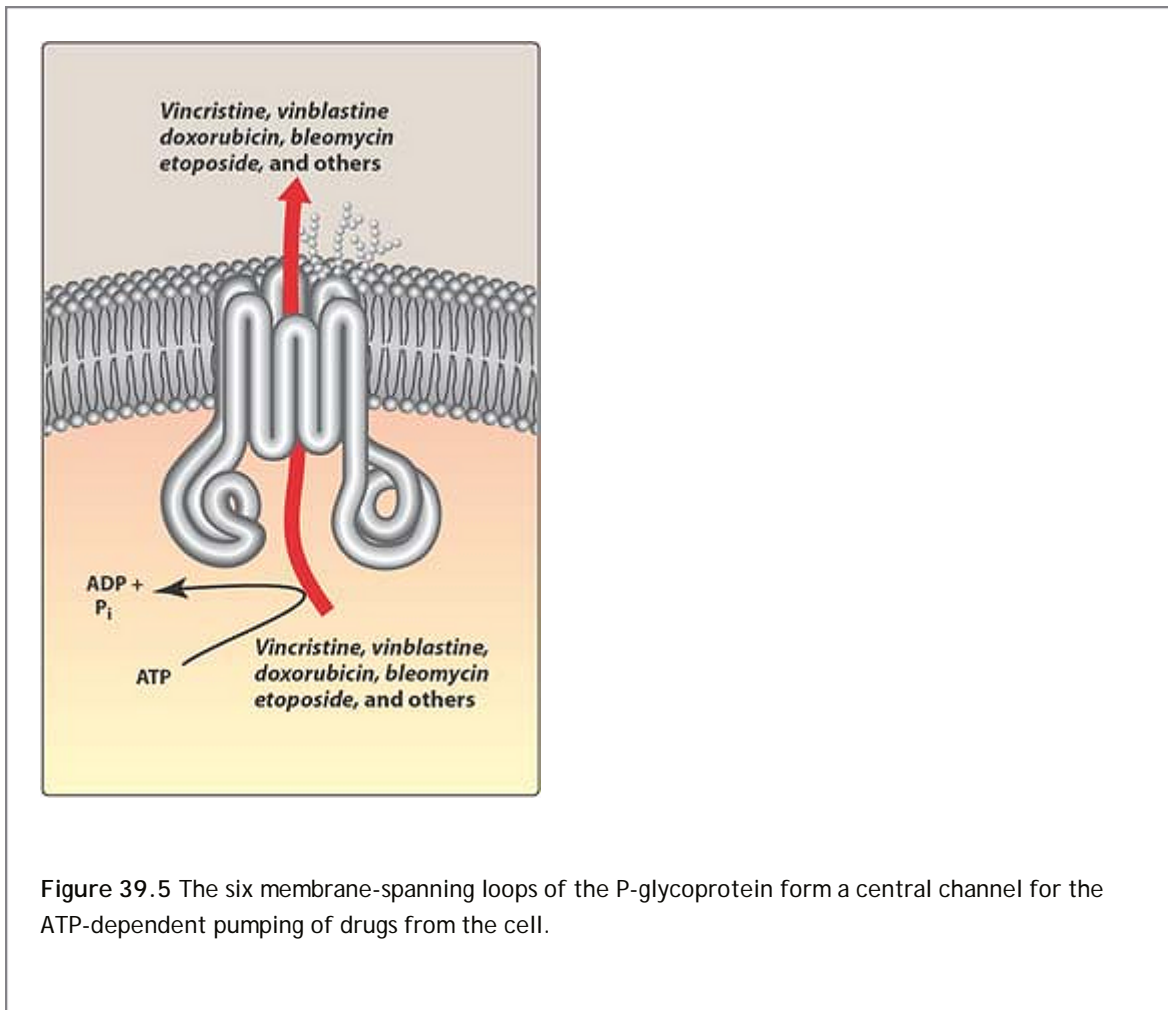 Vincristine, vinblastine
doxorubicin, bleomycin
etoposide, and others
ADP +
Pi
ATP
Vincristine, vinblastine,
doxorubicin, bleomycin
etoposide, and others
Figure 39.5 The six membrane-spanning loops of the P-glycoprotein form a central channel for the
ATP-dependent pumping of drugs from the cell.